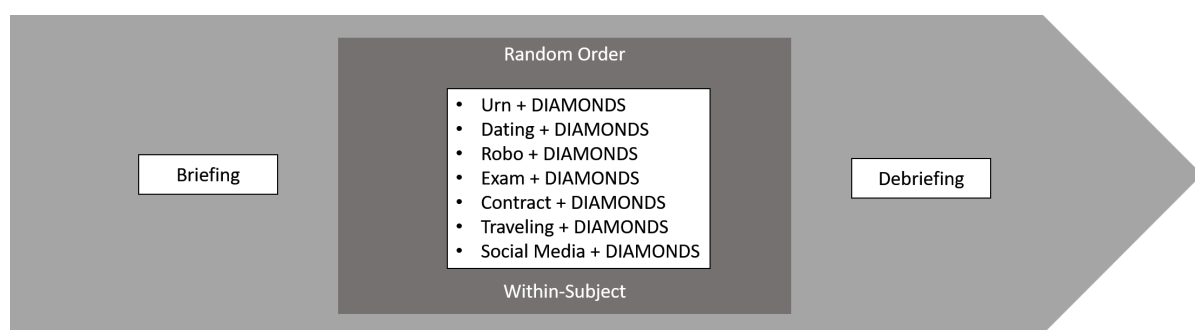 Random Order
• Urn + DIAMONDS
• Dating + DIAMONDS
• Robo + DIAMONDS
• Exam + DIAMONDS
• Contract + DIAMONDS
• Traveling + DIAMONDS
• Social Media + DIAMONDS
Within-Subject
Briefing
Debriefing